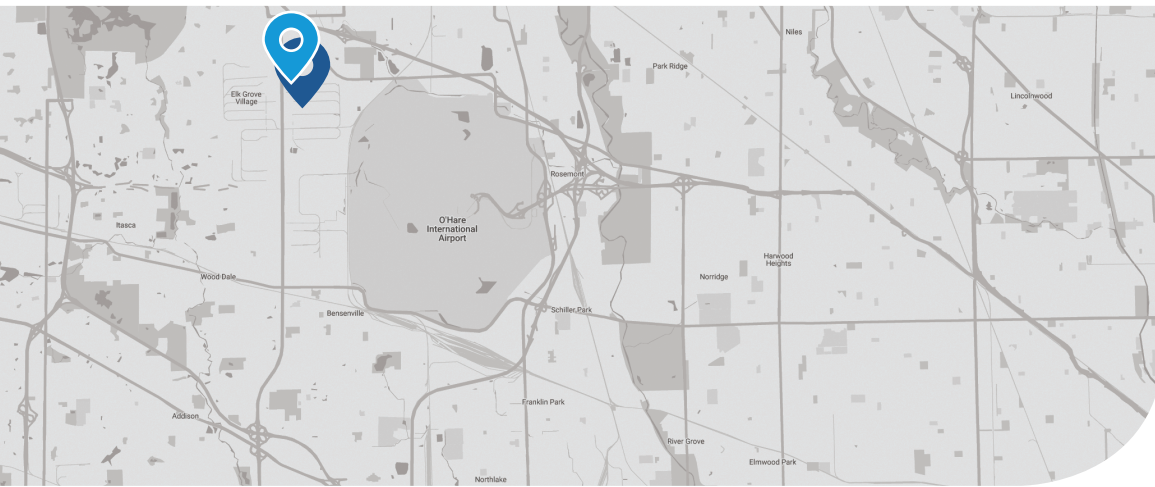 Niles
Park Ridge
Elk Grove
Village
Lincolnwood
Rosemont
O'Hare
International
Airport
Itasca
Harwood
Heights
Wood Dale
Norridge
Bensenville
Schiller Park
Franklin Park
Addison
River Grove
Elmwood Park
Northlake